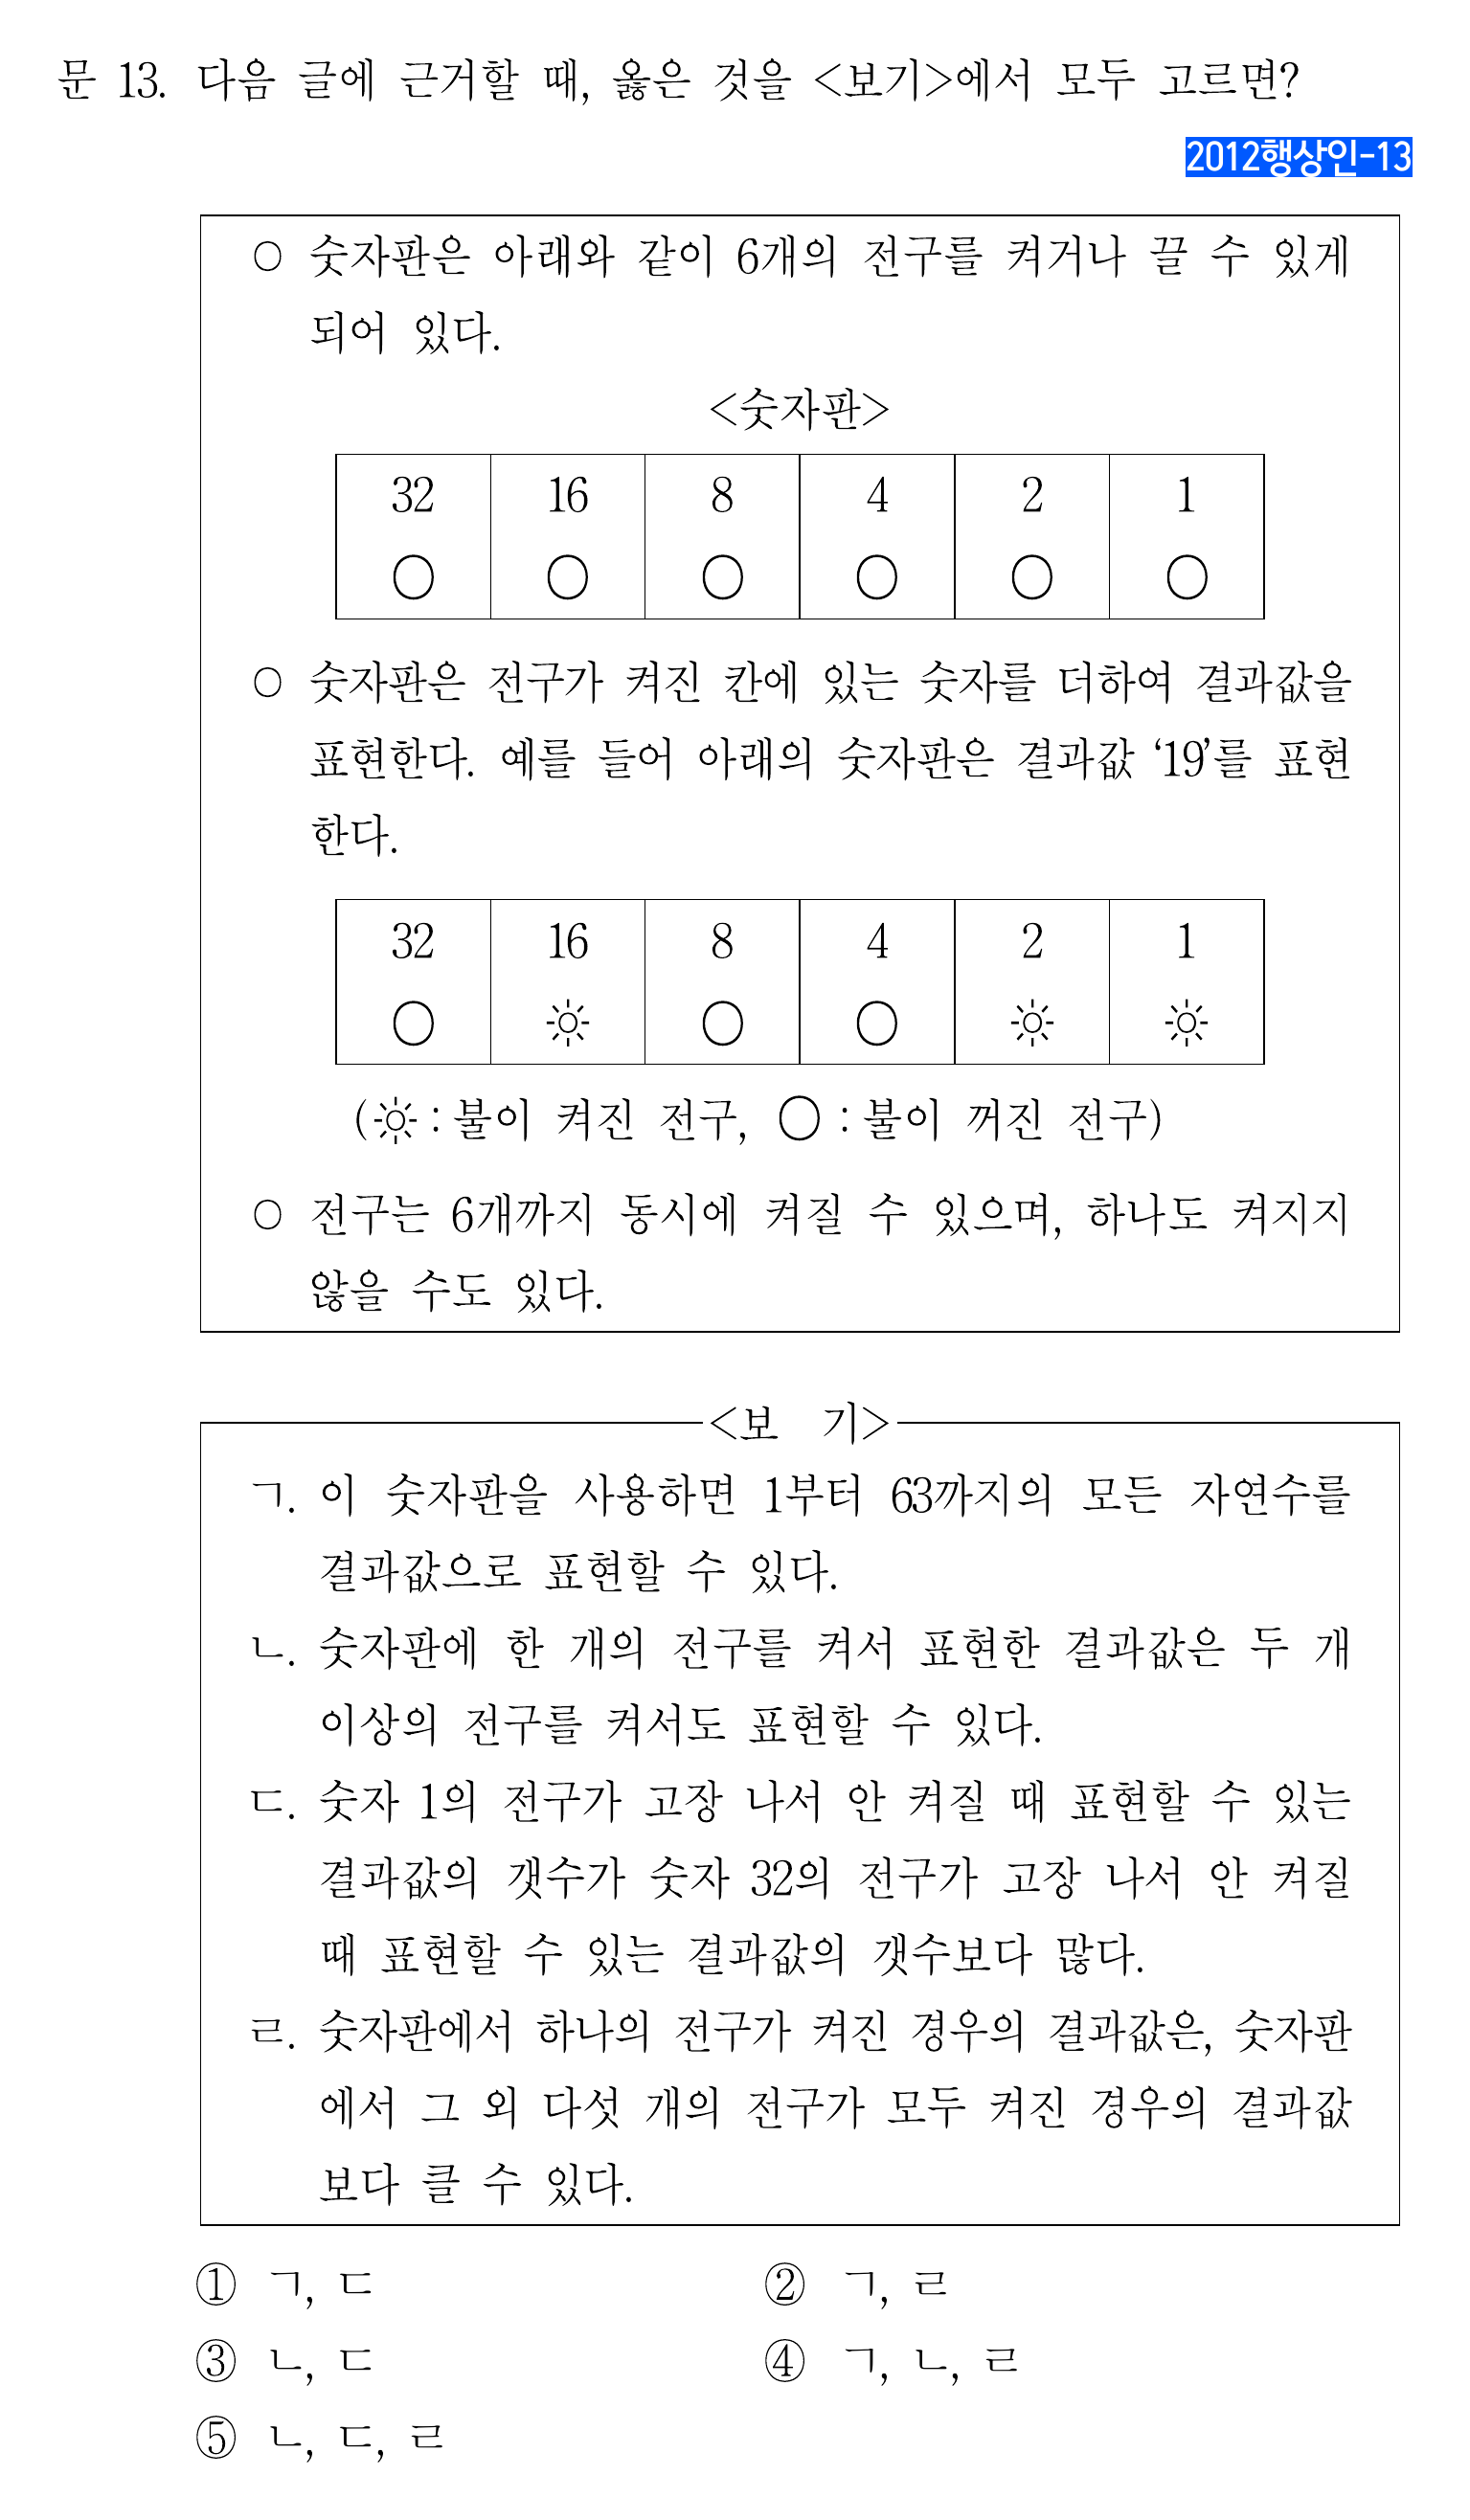 문 13. 다음 글에 근거할 때, 옳은 것을 <보기>에서 모두 고르면?
2012행상인-13
○ 숫자판은 아래와 같이 6개의 전구를 켜거나 끌 수 있게
되어 있다.
<숫자판>
32 16 8 4 2 1
○ ○ ○ ○ ○ ○
○ 숫자판은 전구가 켜진 칸에 있는 숫자를 더하여 결과값을
표현한다. 예를 들어 아래의 숫자판은 결과값 ‘19’를 표현
한다.
32 16 8 4 2 1
○ ☼ ○ ○ ☼ ☼
(☼ : 불이 켜진 전구, ○ : 불이 꺼진 전구)
○ 전구는 6개까지 동시에 켜질 수 있으며, 하나도 켜지지
않을 수도 있다.
<보 기>
ㄱ. 이 숫자판을 사용하면 1부터 63까지의 모든 자연수를
결과값으로 표현할 수 있다.
ㄴ. 숫자판에 한 개의 전구를 켜서 표현한 결과값은 두 개
이상의 전구를 켜서도 표현할 수 있다.
ㄷ. 숫자 1의 전구가 고장 나서 안 켜질 때 표현할 수 있는
결과값의 갯수가 숫자 32의 전구가 고장 나서 안 켜질
때 표현할 수 있는 결과값의 갯수보다 많다.
ㄹ. 숫자판에서 하나의 전구가 켜진 경우의 결과값은, 숫자판
에서 그 외 다섯 개의 전구가 모두 켜진 경우의 결과값
보다 클 수 있다.
① ㄱ, ㄷ ② ㄱ, ㄹ
③ ㄴ, ㄷ ④ ㄱ, ㄴ, ㄹ
⑤ ㄴ, ㄷ, ㄹ